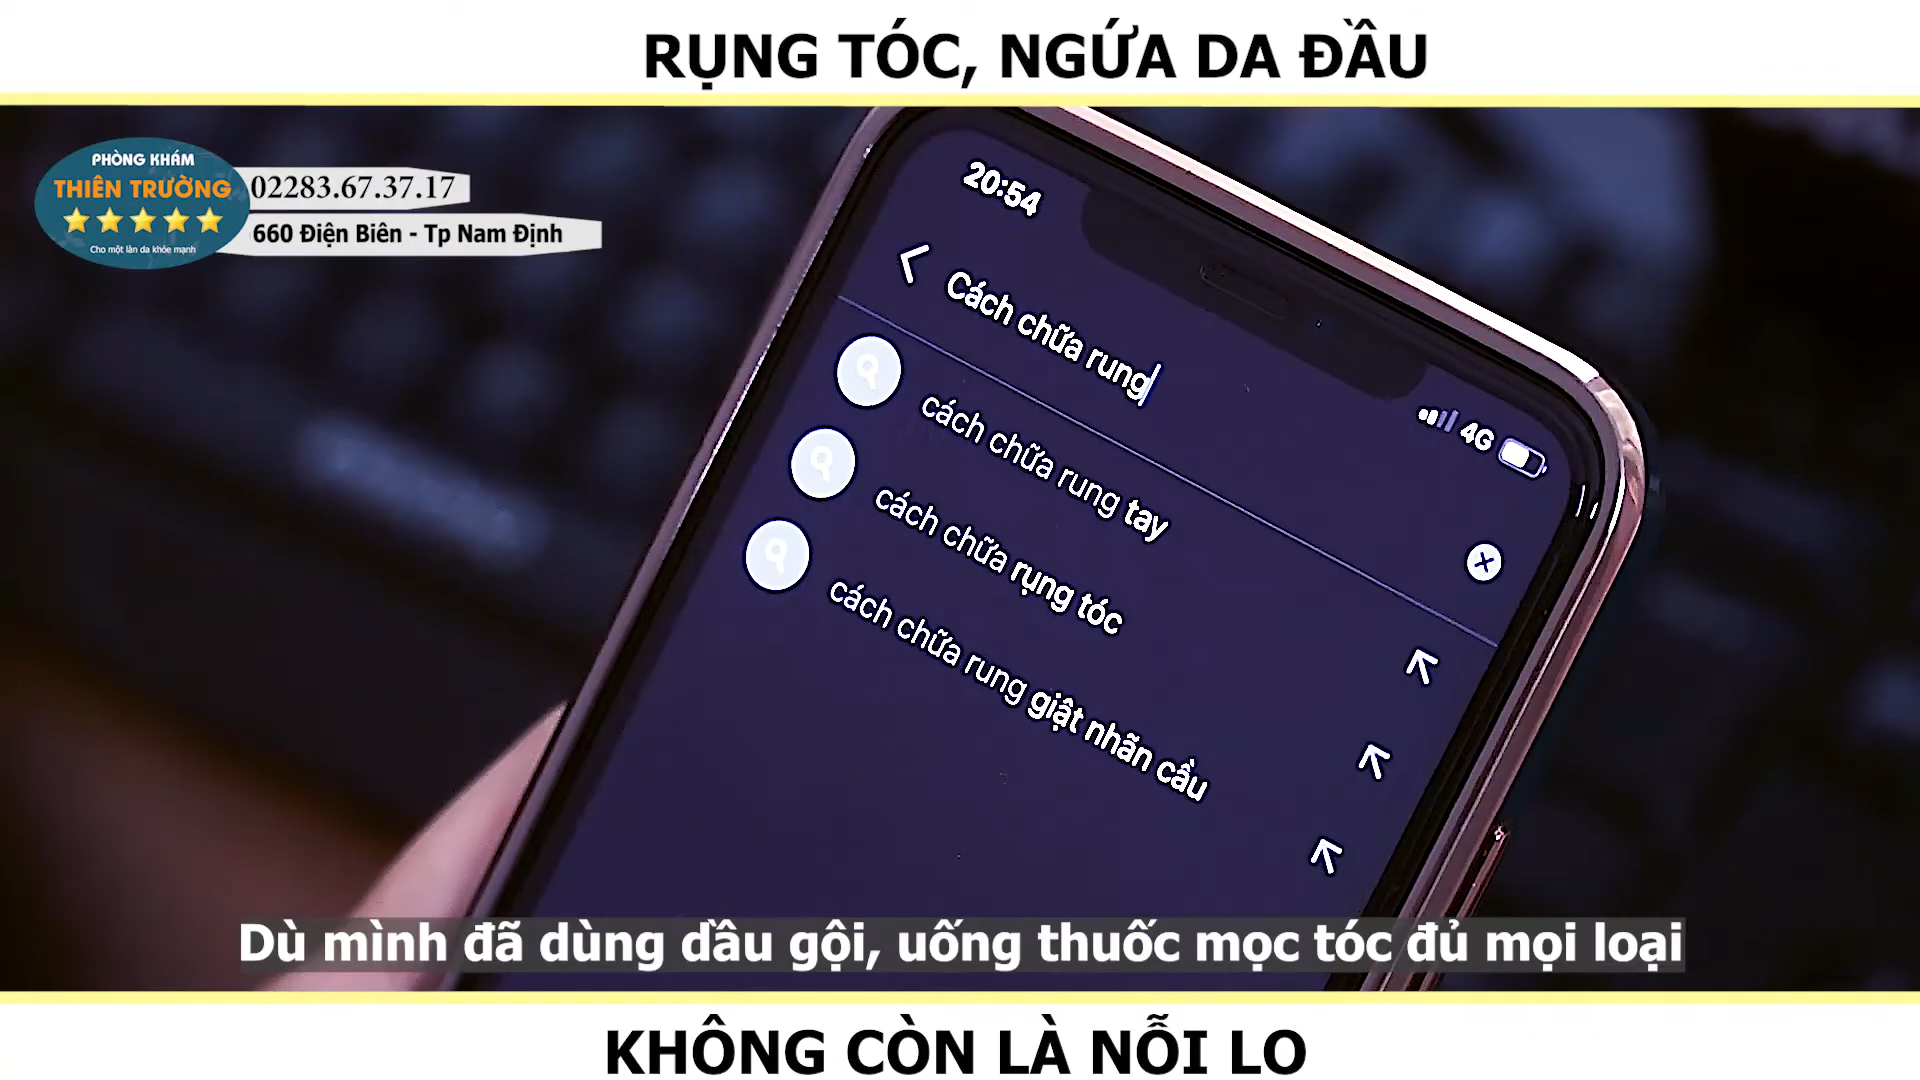 RỤNG TÓC, NGỨA DA ĐẦU
PHÒNG KHÁM
THIÊN TRƯỜNG
Cho một làn da khỏe mạnh
02283.67.37.17
660 Điện Biên - Tp Nam Định
20:54
4G
Cách chữa rung
cách chữa rung tay
cách chữa rụng tóc
cách chữa rung giật nhãn cầu
Dù mình đã dùng dầu gội, uống thuốc mọc tóc đủ mọi loại
KHÔNG CÒN LÀ NỖI LO